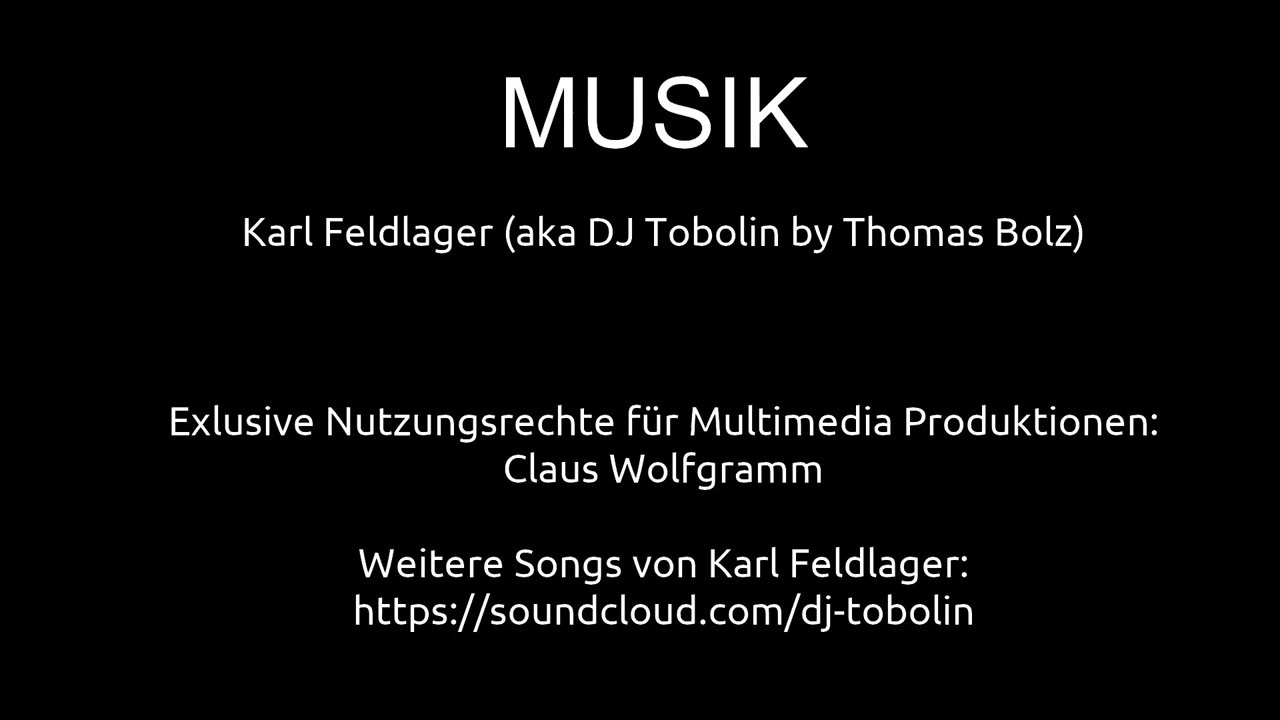 MUSIK
Karl Feldlager (aka DJ Tobolin by Thomas Bolz)
Exlusive Nutzungsrechte für Multimedia Produktionen:
Claus Wolfgramm
Weitere Songs von Karl Feldlager:
https://soundcloud.com/dj-tobolin